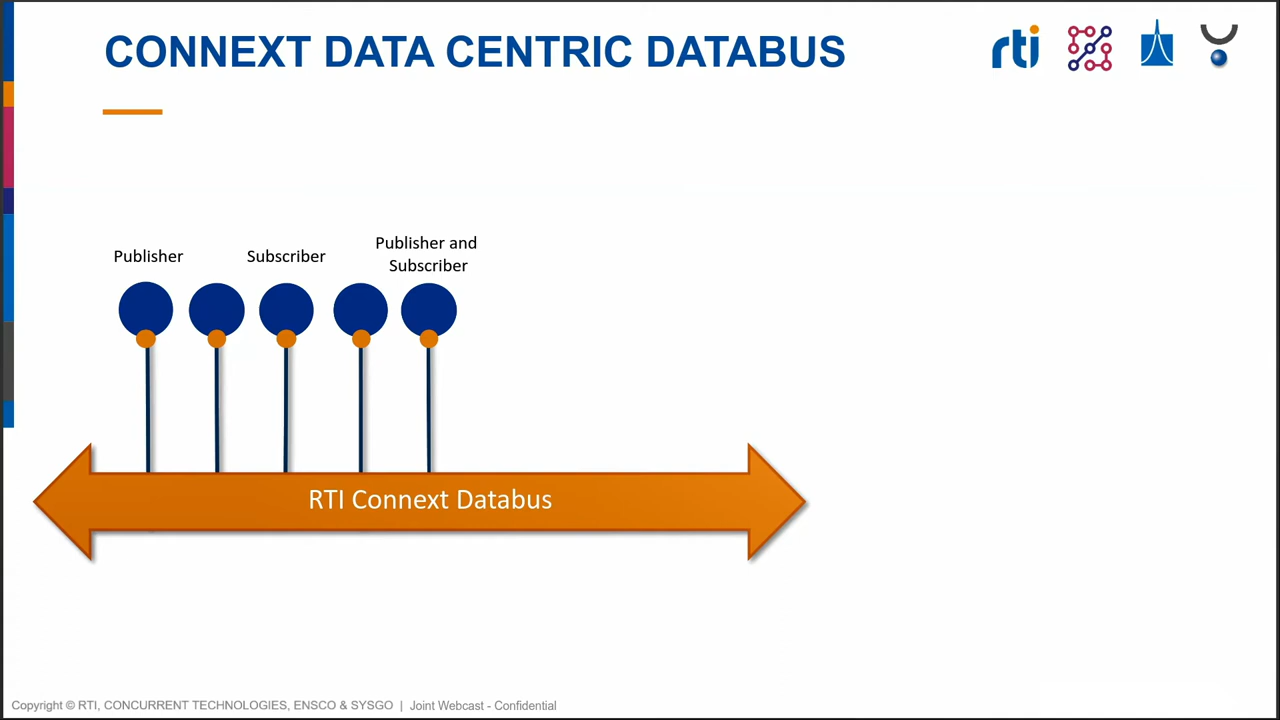 CONNEXT DATA CENTRIC DATABUS
rti
Publisher
Subscriber
Publisher and
Subscriber
RTI Connext Databus
Copyright © RTI, CONCURRENT TECHNOLOGIES, ENSCO & SYSGO | Joint Webcast - Confidential